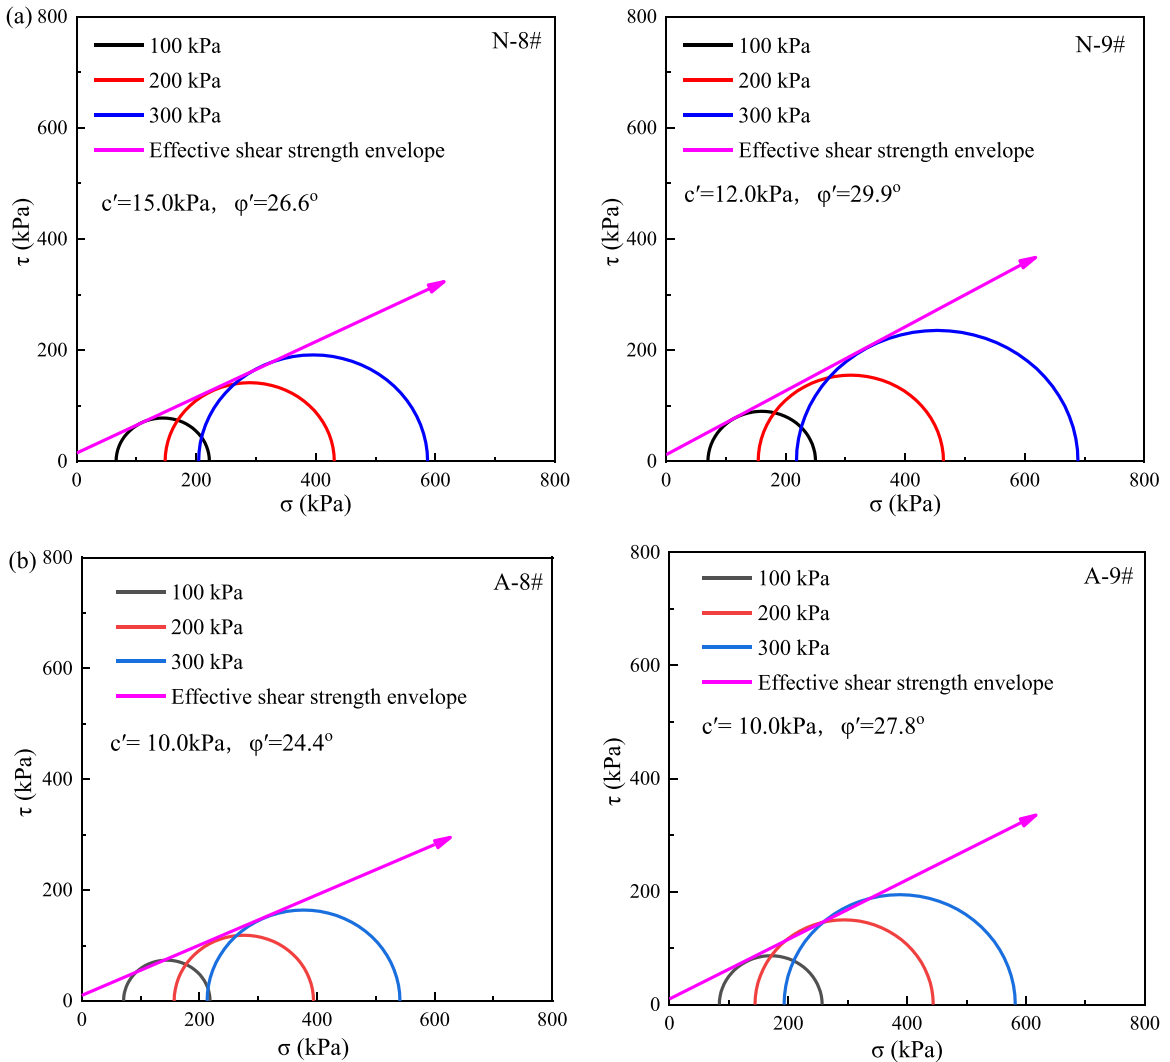 (a)
800
600
400
200
0
τ (kPa)
100 kPa
200 kPa
300 kPa
Effective shear strength envelope
N-8#
c′=15.0kPa, φ′=26.6°
0 200 400 600 800
σ (kPa)
800
600
400
200
0
τ (kPa)
100 kPa
200 kPa
300 kPa
Effective shear strength envelope
N-9#
c′=12.0kPa, φ′=29.9°
0 200 400 600 800
σ (kPa)
(b)
800
600
400
200
0
τ (kPa)
100 kPa
200 kPa
300 kPa
Effective shear strength envelope
A-8#
c′= 10.0kPa, φ′=24.4°
0 200 400 600 800
σ (kPa)
800
600
400
200
0
τ (kPa)
100 kPa
200 kPa
300 kPa
Effective shear strength envelope
A-9#
c′= 10.0kPa, φ′=27.8°
0 200 400 600 800
σ (kPa)